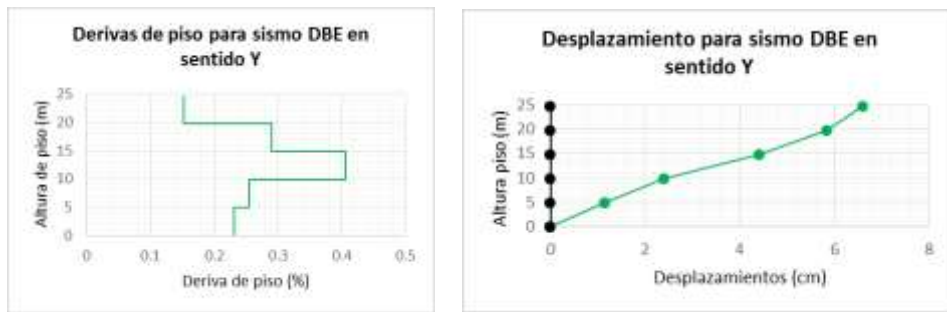 Derivas de piso para sismo DBE en
sentido Y
Altura de piso (m)
25
20
15
10
5
0
0 0.1 0.2 0.3 0.4 0.5
Deriva de piso (%)
Desplazamiento para sismo DBE en
sentido Y
Altura piso (m)
25
20
15
10
5
0
0 2 4 6 8
Desplazamientos (cm)